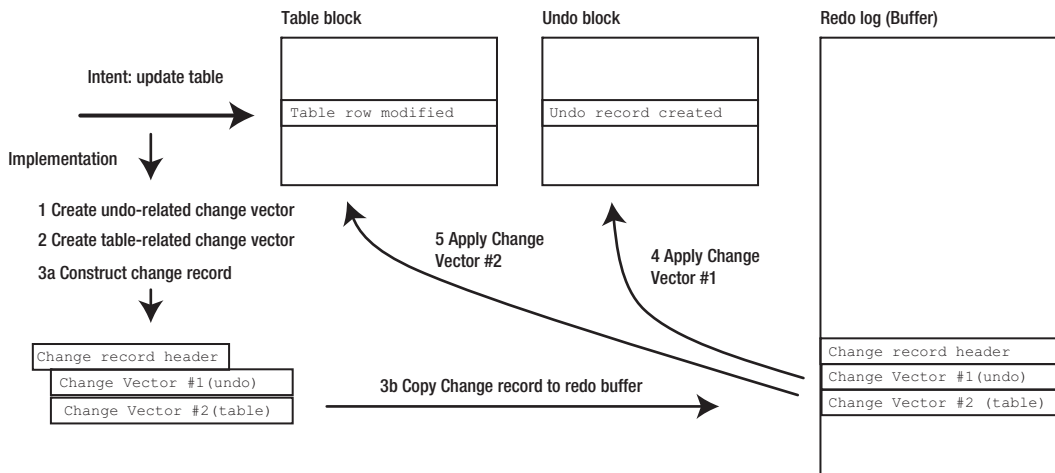 Table block
Undo block
Redo log (Buffer)
Intent: update table
Table row modified
Undo record created
Implementation
1 Create undo-related change vector
2 Create table-related change vector
3a Construct change record
5 Apply Change
Vector #2
4 Apply Change
Vector #1
Change record header
Change Vector #1(undo)
Change Vector #2(table)
3b Copy Change record to redo buffer
Change record header
Change Vector #1(undo)
Change Vector #2 (table)